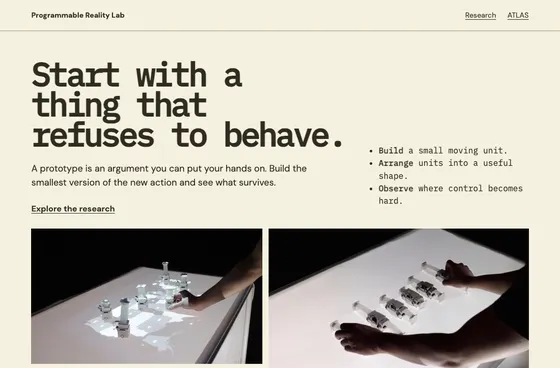 Programmable Reality Lab
Research ATLAS
Start with a
thing that
refuses to behave.
A prototype is an argument you can put your hands on. Build the
smallest version of the new action and see what survives.
Explore the research
• Build a small moving unit.
• Arrange units into a useful
shape.
• Observe where control becomes
hard.